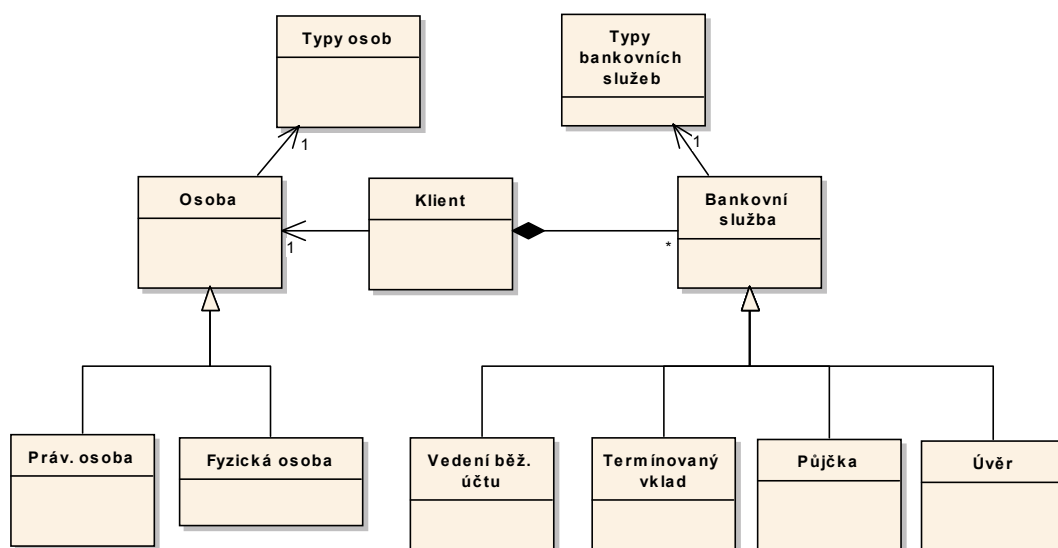 Typy osob
Typy
bankovních
služeb
1
1
Osoba
Klient
Bankovní
služba
1
*
Práv. osoba
Fyzická osoba
Vedení běž.
účtu
Termínovaný
vklad
Půjčka
Úvěr